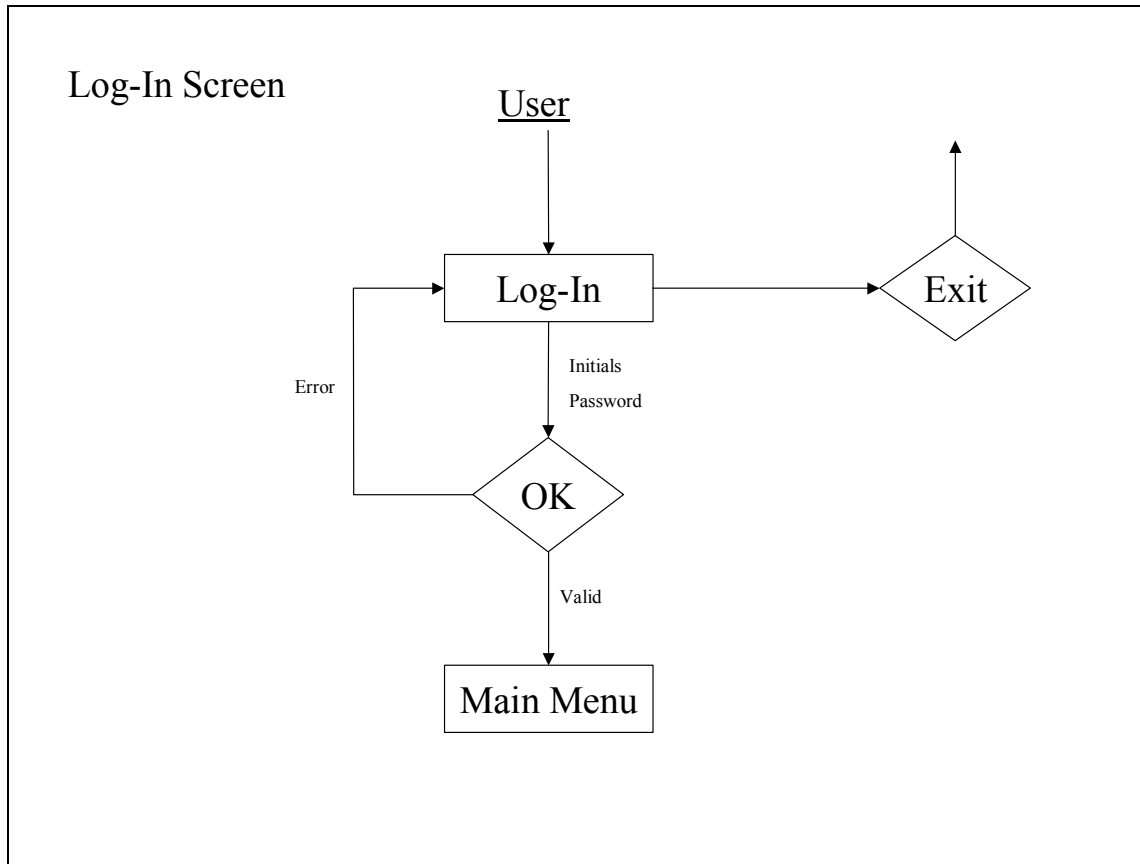 Log-In Screen
User
Log-In
Exit
Initials
Password
Error
OK
Valid
Main Menu